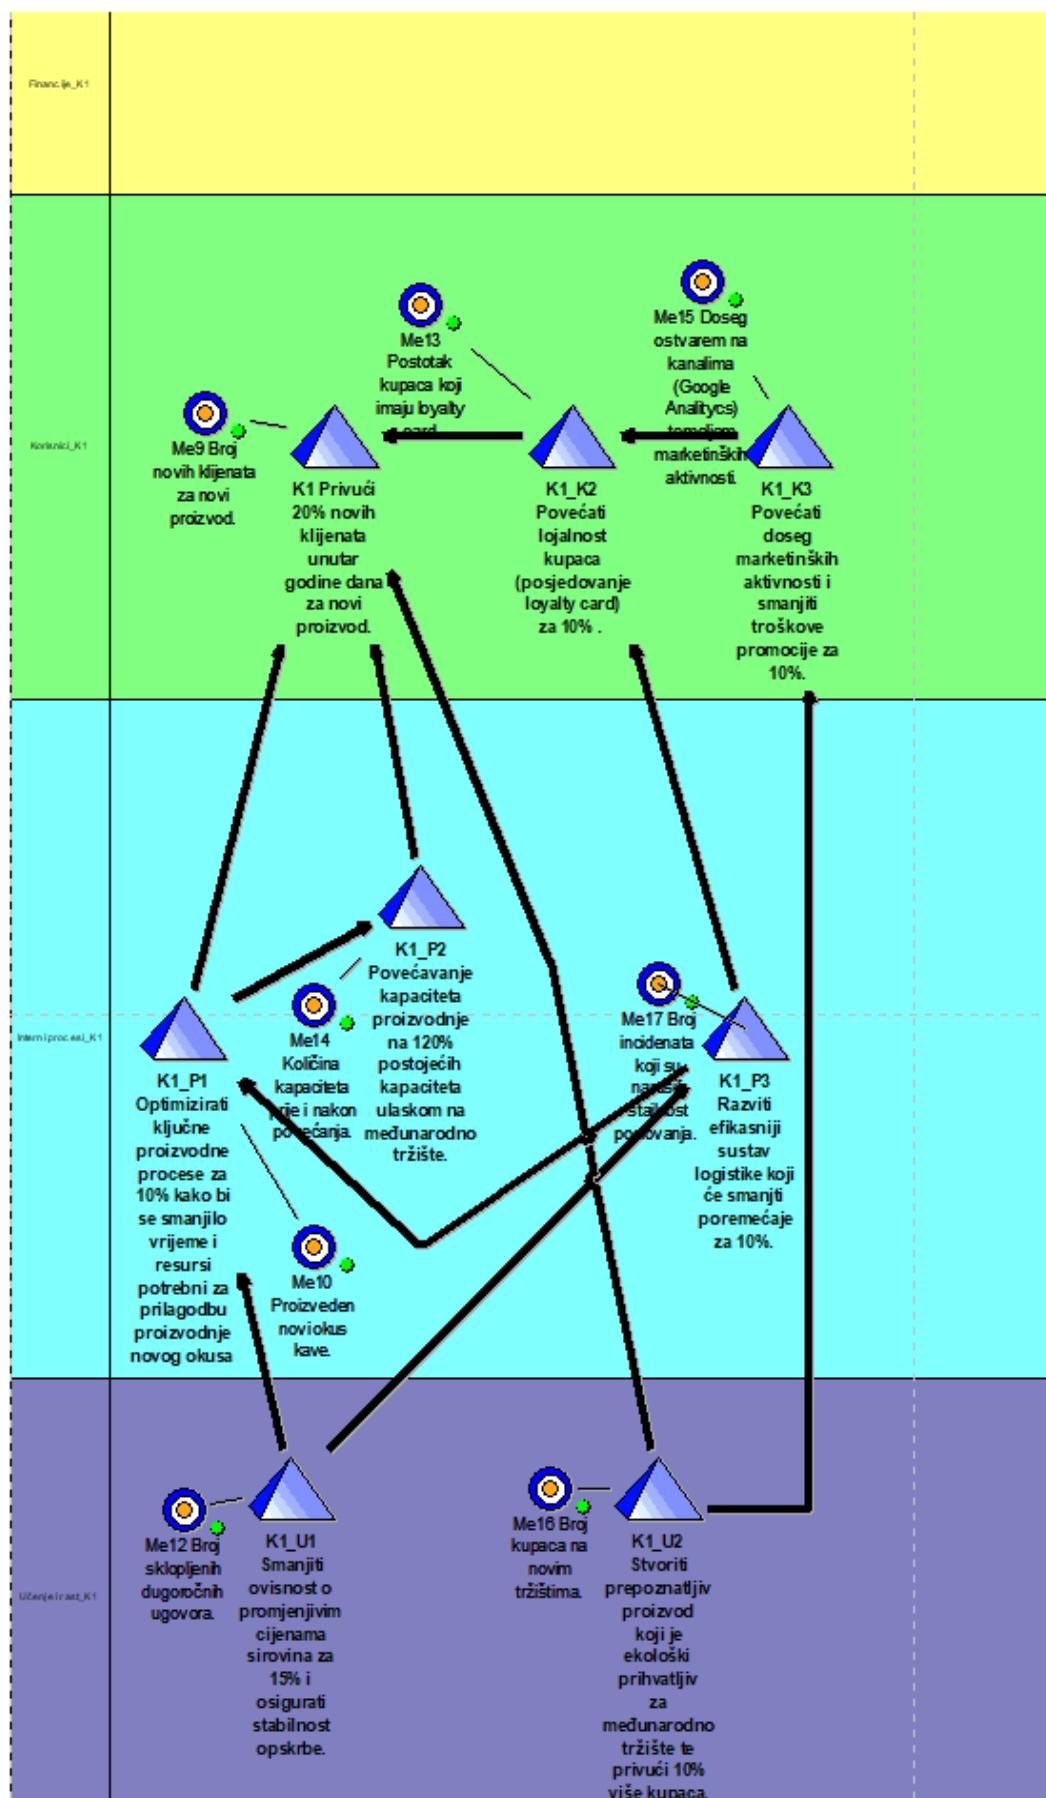 Financije_K1
Korisnici_K1
Me15 Doseg
ostvarem na
kanalima
(Google
Analitycs)
temeljem
marketinških
aktivnosti.
Me13
Postotak
kupaca koji
imaju loyalty
card.
Me9 Broj
novih klijenata
za novi
proizvod.
K1 Privući
20% novih
klijenata
unutar
godine dana
za novi
proizvod.
K1_K2
Povećati
lojalnost
kupaca
(posjedovanje
loyalty card)
za 10% .
K1_K3
Povećati
doseg
marketinških
aktivnosti i
smanjiti
troškove
promocije za
10%.
Interni procesi_K1
K1_P2
Povećavanje
kapaciteta
proizvodnje
na 120%
postojećih
kapaciteta
ulaskom na
međunarodno
tržište.
Me14
Količina
kapaciteta
prije i nakon
povećanja.
K1_P1
Optimizirati
ključne
proizvodne
procese za
10% kako bi
se smanjilo
vrijeme i
resursi
potrebni za
prilagodbu
proizvodnje
novog okusa
Me10
Proizveden
novi okus
kave.
Me17 Broj
incidenata
koji su
poslovanja.
K1_P3
Razviti
efikasniji
sustav
logistike koji
će smanjti
poremećaje
za 10%.
Učenje i rast_K1
Me12 Broj
sklopljenih
dugoročnih
ugovora.
K1_U1
Smanjiti
ovisnost o
promjenjivim
cijenama
sirovina za
15% i
osigurati
stabilnost
opskrbe.
Me16 Broj
kupaca na
novim
tržištima.
K1_U2
Stvoriti
prepoznatljiv
proizvod
koji je
ekološki
prihvatljiv
za
međunarodno
tržište te
privući 10%
više kupaca.